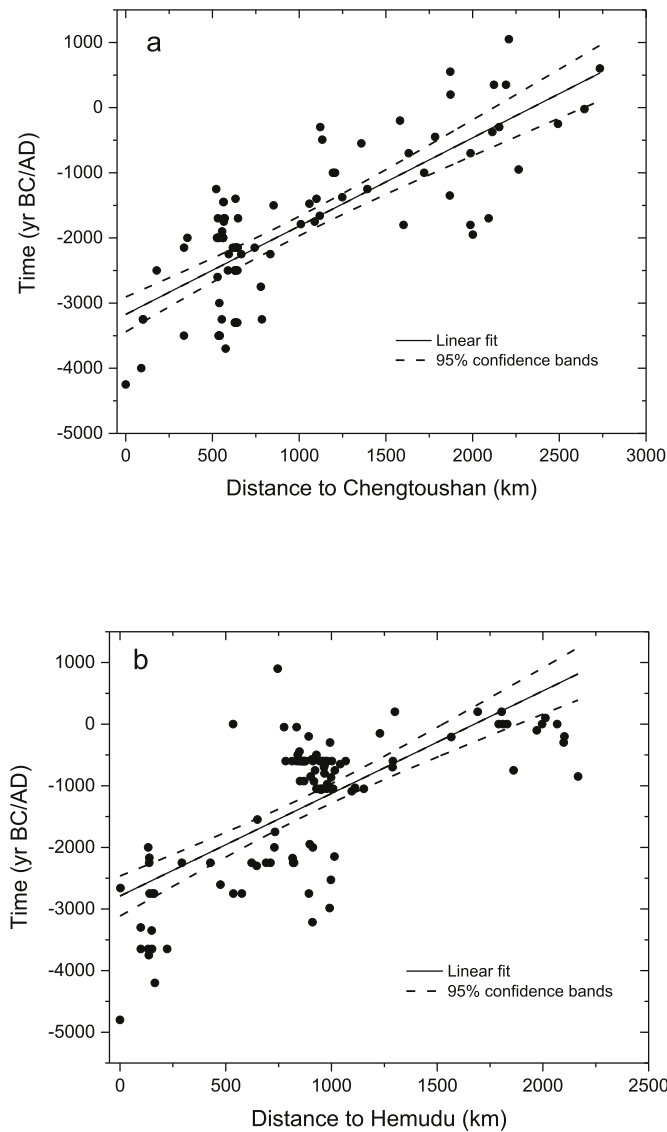 a
1000
0
-1000
-2000
-3000
-4000
-5000
Time (yr BC/AD)
Linear fit
95% confidence bands
0 500 1000 1500 2000 2500 3000
Distance to Chengtoushan (km)
b
1000
0
-1000
-2000
-3000
-4000
-5000
Time (yr BC/AD)
Linear fit
95% confidence bands
0 500 1000 1500 2000 2500
Distance to Hemudu (km)